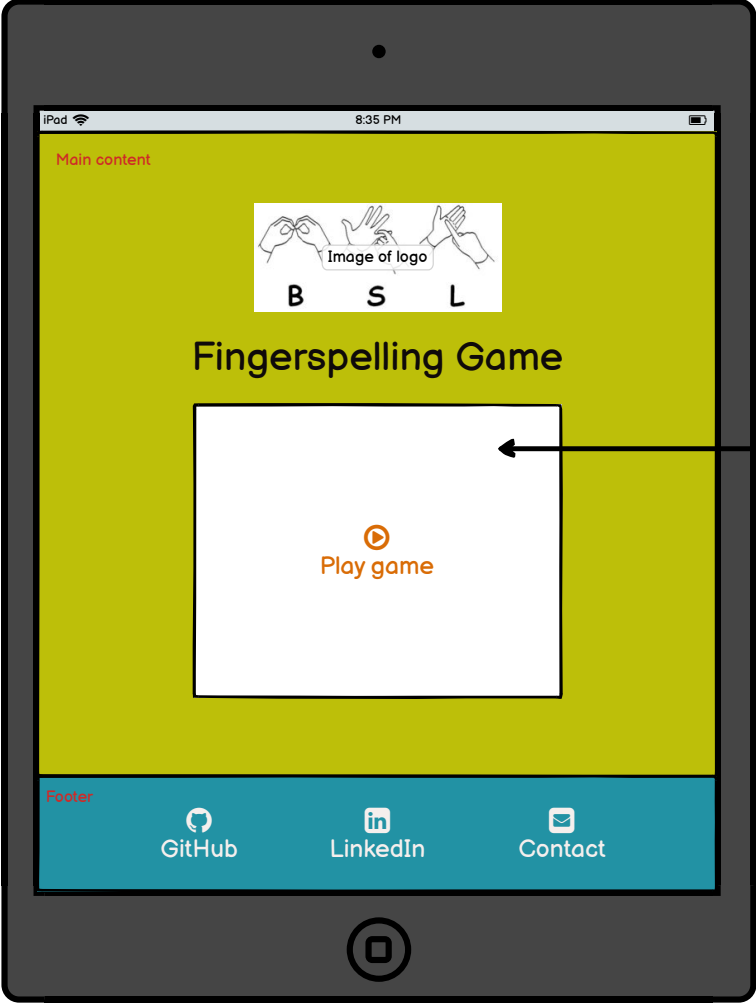 iPad 8:35 PM
Main content
Image of logo
B S L
Fingerspelling Game
Play game
Footer
GitHub LinkedIn Contact